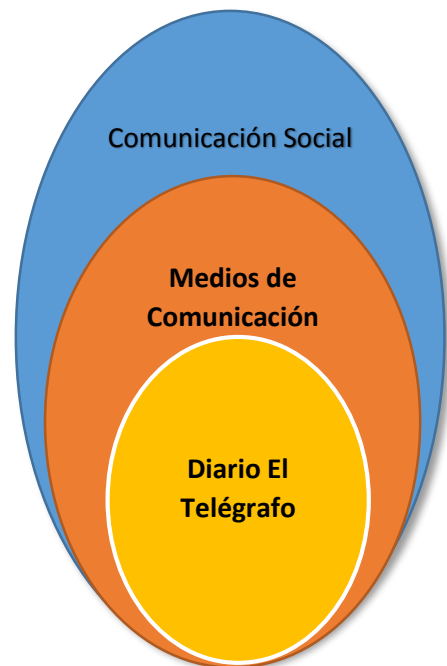 Comunicación Social
Medios de
Comunicación
Diario El
Telégrafo